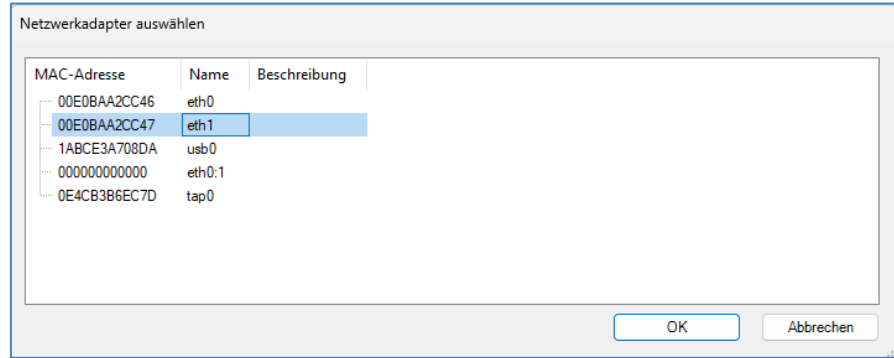 Netzwerkadapter auswählen
MAC-Adresse Name Beschreibung
00E0BAA2CC46 eth0
00E0BAA2CC47 eth1
1ABCE3A708DA usb0
000000000000 eth0:1
0E4CB3B6EC7D tap0
OK Abbrechen